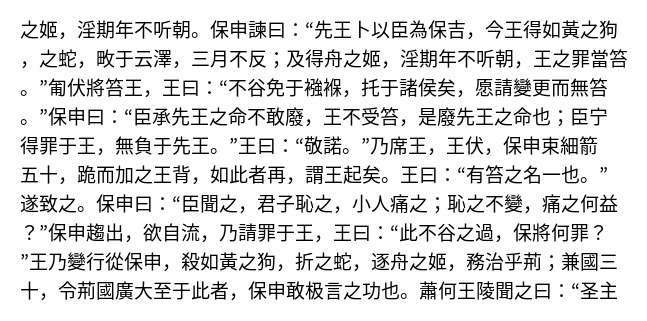 之姬，淫期年不听朝。保申諫曰：“先王卜以臣為保吉，今王得如黃之狗
，之蛇，畋于云澤，三月不反；及得舟之姬，淫期年不听朝，王之罪當笞
。”匍伏將笞王，王曰：“不谷免于襁褓，托于諸侯矣，愿請變更而無笞
。”保申曰：“臣承先王之命不敢廢，王不受笞，是廢先王之命也；臣宁
得罪于王，無負于先王。”王曰：“敬諾。”乃席王，王伏，保申束細箭
五十，跪而加之王背，如此者再，謂王起矣。王曰：“有笞之名一也。”
遂致之。保申曰：“臣聞之，君子恥之，小人痛之；恥之不變，痛之何益
？”保申趨出，欲自流，乃請罪于王，王曰：“此不谷之過，保將何罪？
”王乃變行從保申，殺如黃之狗，折之蛇，逐舟之姬，務治乎荊；兼國三
十，令荊國廣大至于此者，保申敢极言之功也。蕭何王陵聞之曰：“圣主